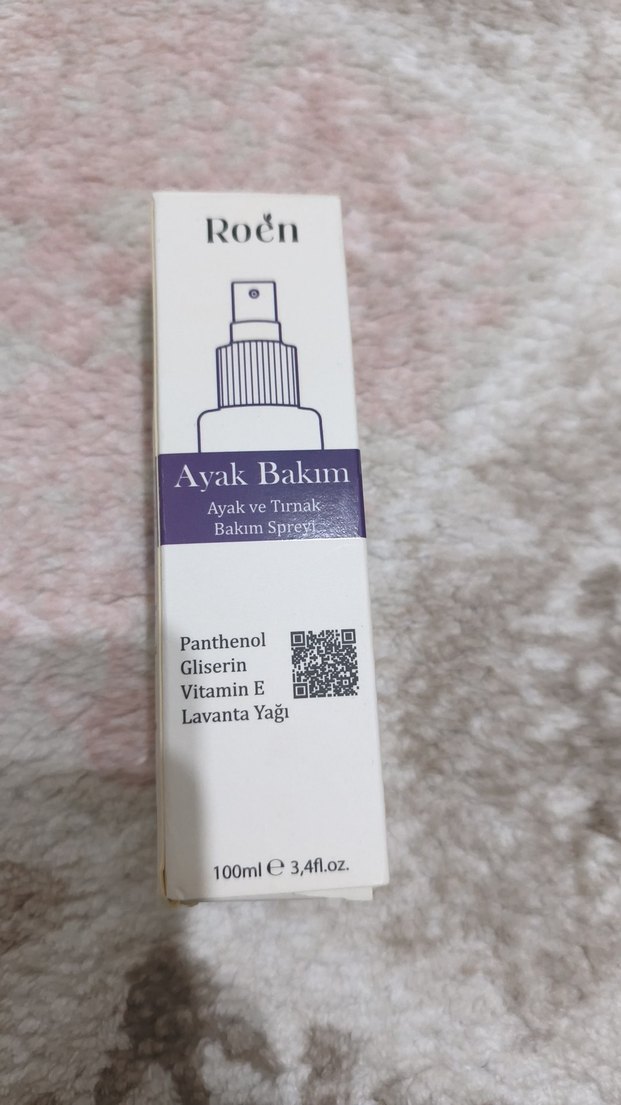 Roen
Ayak Bakım
Ayak ve Tırnak
Bakım Spreyi
Panthenol
Gliserin
Vitamin E
Lavanta Yağı
100ml ℮ 3,4fl.oz.